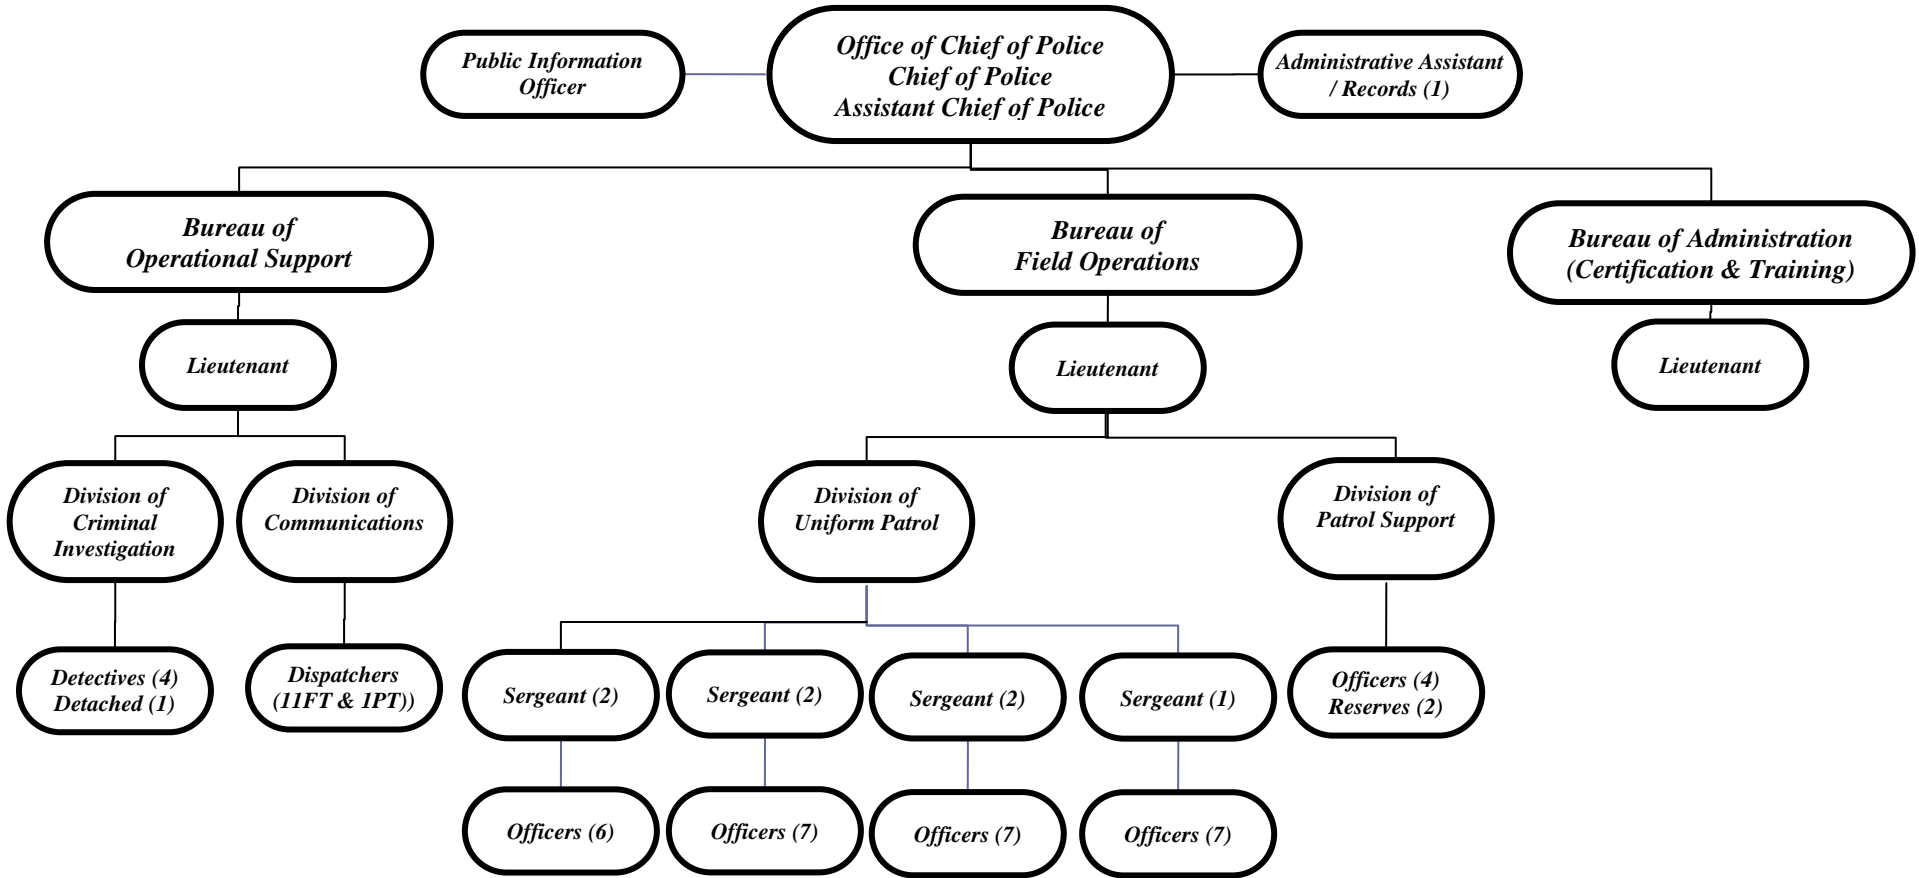 Public Information
Officer
Office of Chief of Police
Chief of Police
Assistant Chief of Police
Administrative Assistant
/ Records (1)
Bureau of
Operational Support
Bureau of
Field Operations
Bureau of Administration
(Certification & Training)
Lieutenant
Lieutenant
Lieutenant
Division of
Criminal
Investigation
Division of
Communications
Division of
Uniform Patrol
Division of
Patrol Support
Detectives (4)
Detached (1)
Dispatchers
(11FT & 1PT))
Sergeant (2)
Sergeant (2)
Sergeant (2)
Sergeant (1)
Officers (4)
Reserves (2)
Officers (6)
Officers (7)
Officers (7)
Officers (7)